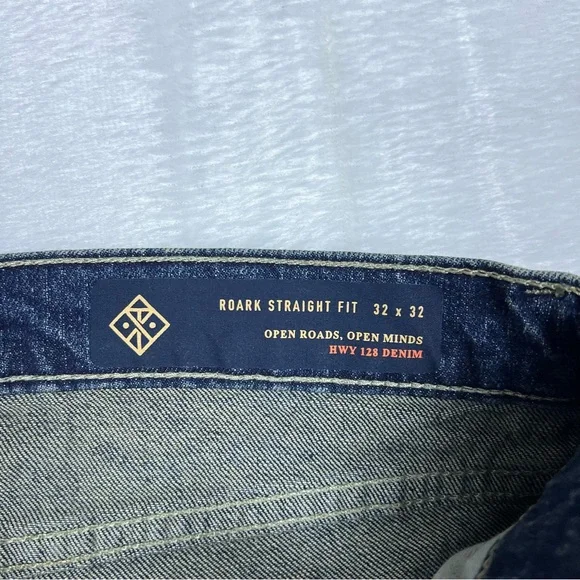 ROARK STRAIGHT FIT 32 x 32
OPEN ROADS, OPEN MINDS
HWY 128 DENIM